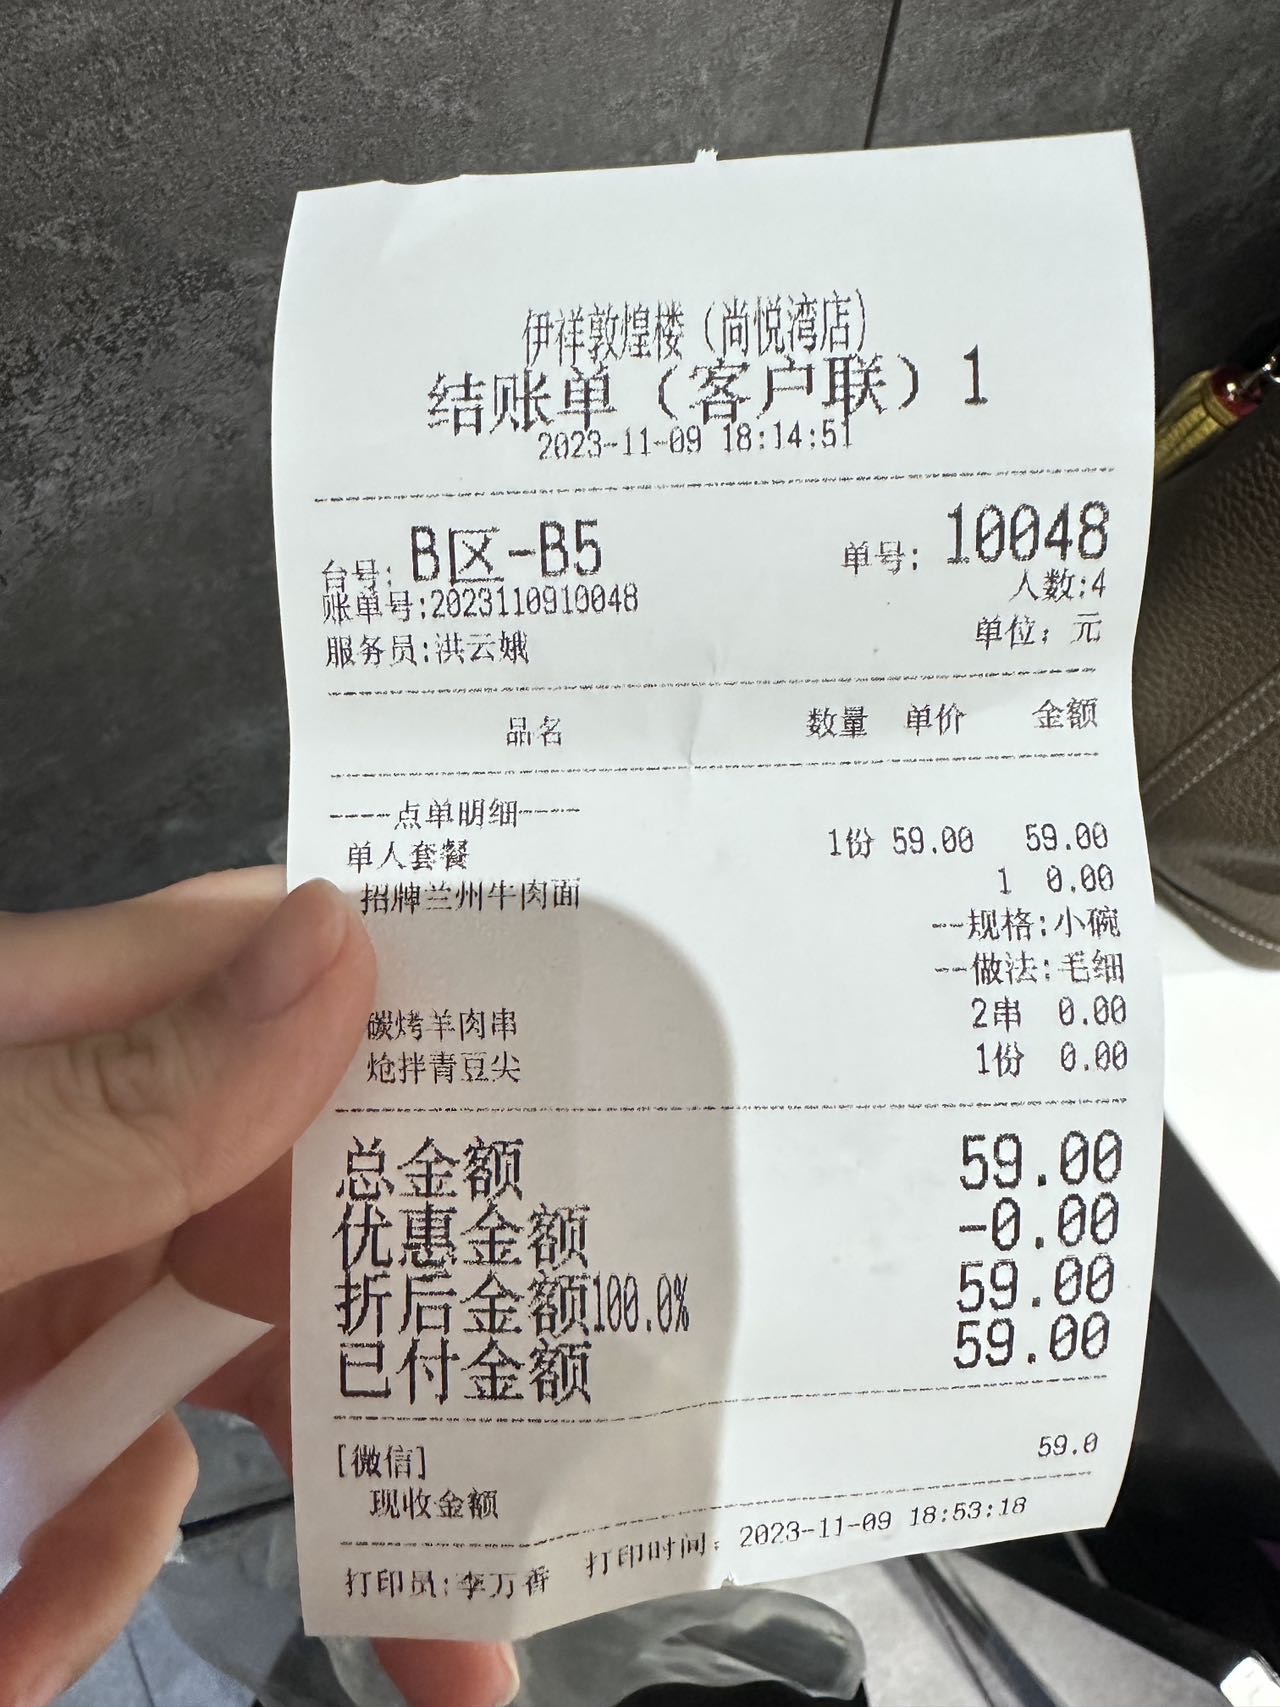 伊祥敦煌楼（尚悦湾店）
结账单（客户联）1
2023-11-09 18:14:51
台号: B区-B5 单号: 10048
账单号:2023110910048 人数:4
服务员:洪云娥 单位: 元
品名 数量 单价 金额
----点单明细----
单人套餐 1份 59.00 59.00
招牌兰州牛肉面 1 0.00
--规格:小碗
--做法:毛细
碳烤羊肉串 2串 0.00
炝拌青豆尖 1份 0.00
总金额 59.00
优惠金额 -0.00
折后金额100.0% 59.00
已付金额 59.00
[微信] 59.0
现收金额
打印员:李万香 打印时间: 2023-11-09 18:53:18